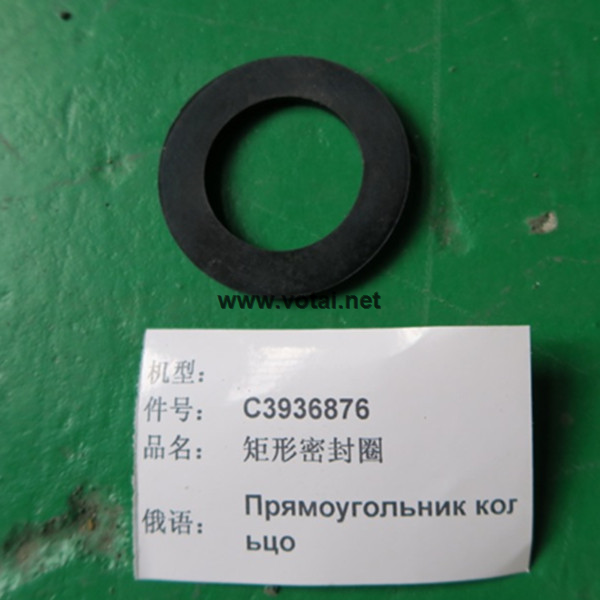 www.votal.net
机型：
件号： C3936876
品名： 矩形密封圈
俄语： Прямоугольник кол
ьцо